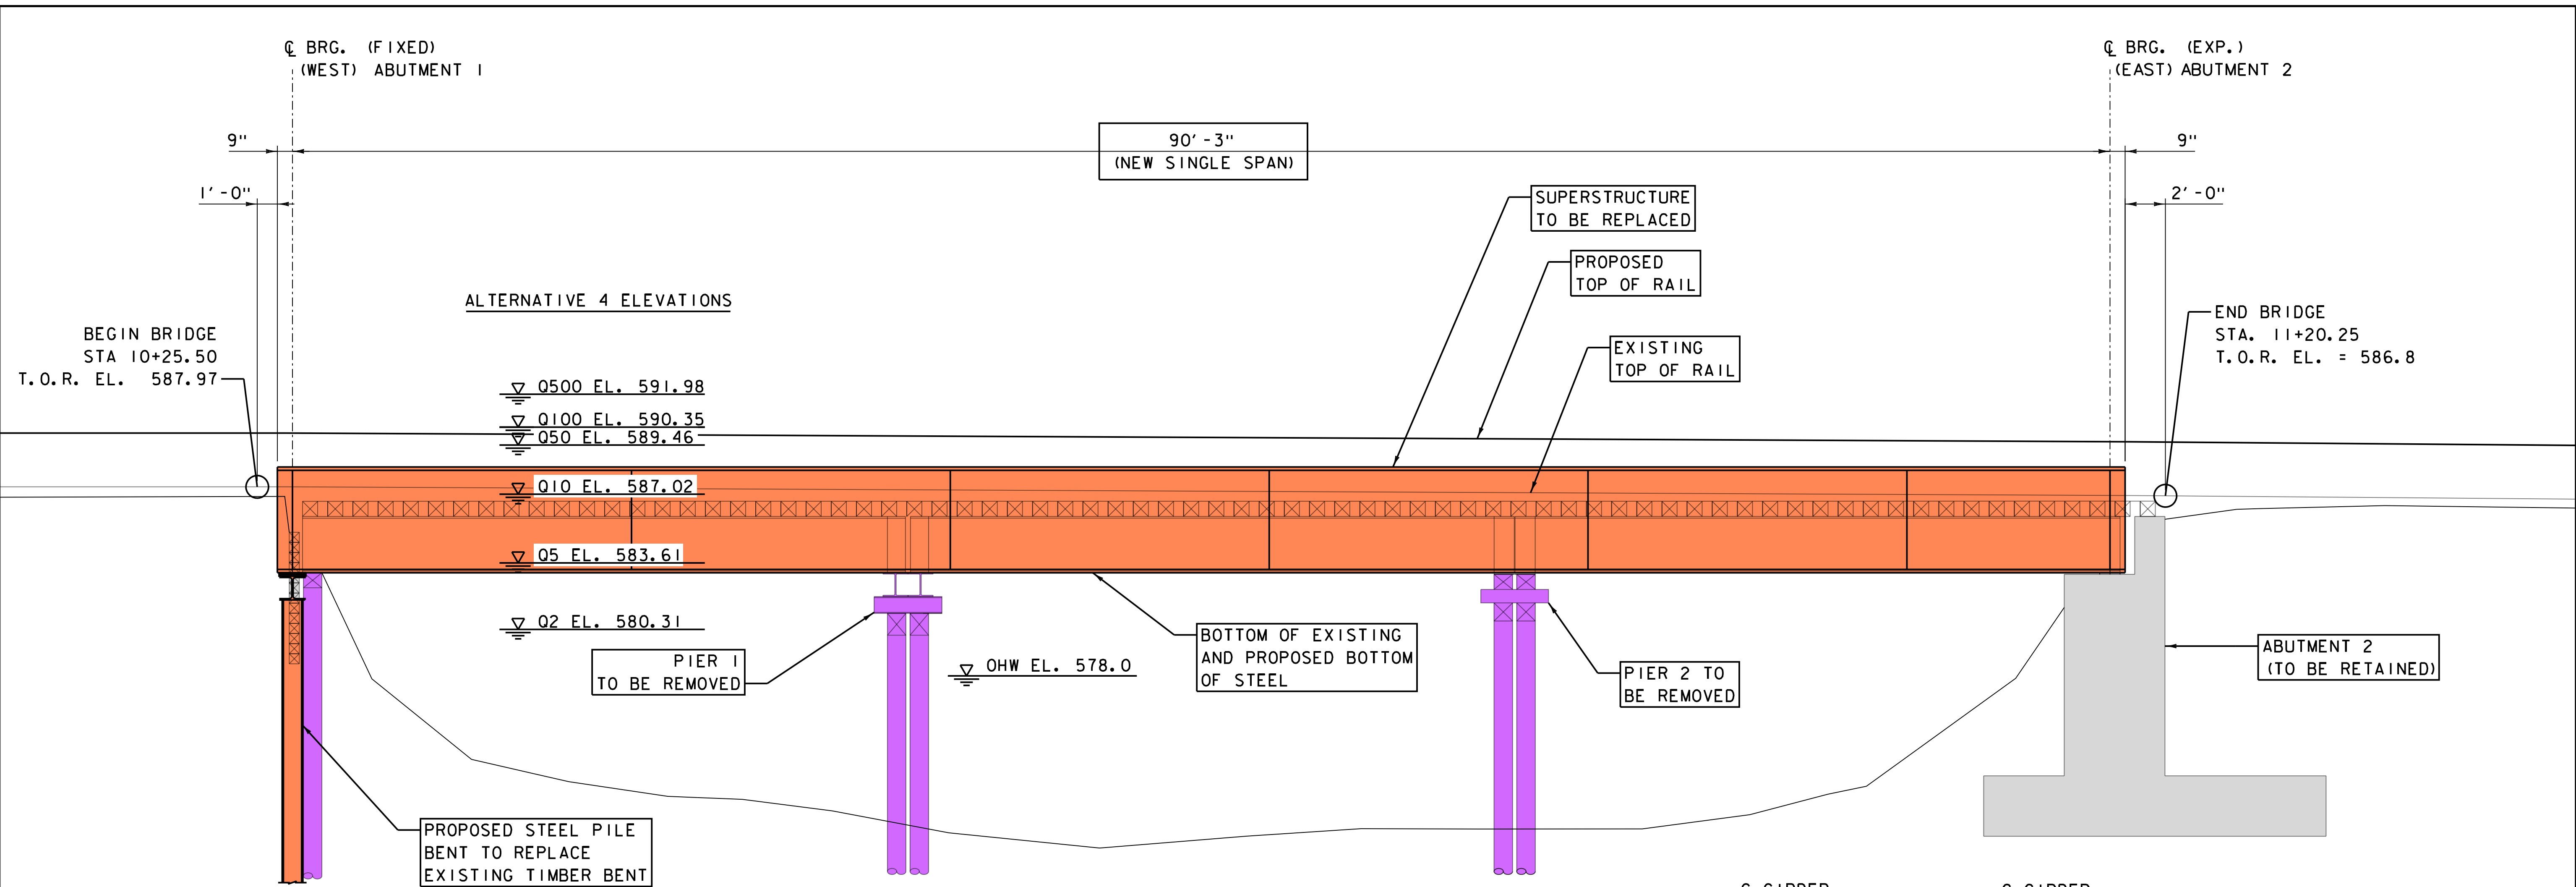 ℄ BRG. (FIXED)
(WEST) ABUTMENT 1
℄ BRG. (EXP.)
(EAST) ABUTMENT 2
9"
90'-3"
(NEW SINGLE SPAN)
9"
1'-0"
2'-0"
SUPERSTRUCTURE
TO BE REPLACED
PROPOSED
TOP OF RAIL
ALTERNATIVE 4 ELEVATIONS
BEGIN BRIDGE
STA 10+25.50
T.O.R. EL. 587.97
END BRIDGE
STA. 11+20.25
T.O.R. EL. = 586.8
EXISTING
TOP OF RAIL
Q500 EL. 591.98
Q100 EL. 590.35
Q50 EL. 589.46
Q10 EL. 587.02
Q5 EL. 583.61
Q2 EL. 580.31
OHW EL. 578.0
PIER 1
TO BE REMOVED
BOTTOM OF EXISTING
AND PROPOSED BOTTOM
OF STEEL
PIER 2 TO
BE REMOVED
ABUTMENT 2
(TO BE RETAINED)
PROPOSED STEEL PILE
BENT TO REPLACE
EXISTING TIMBER BENT